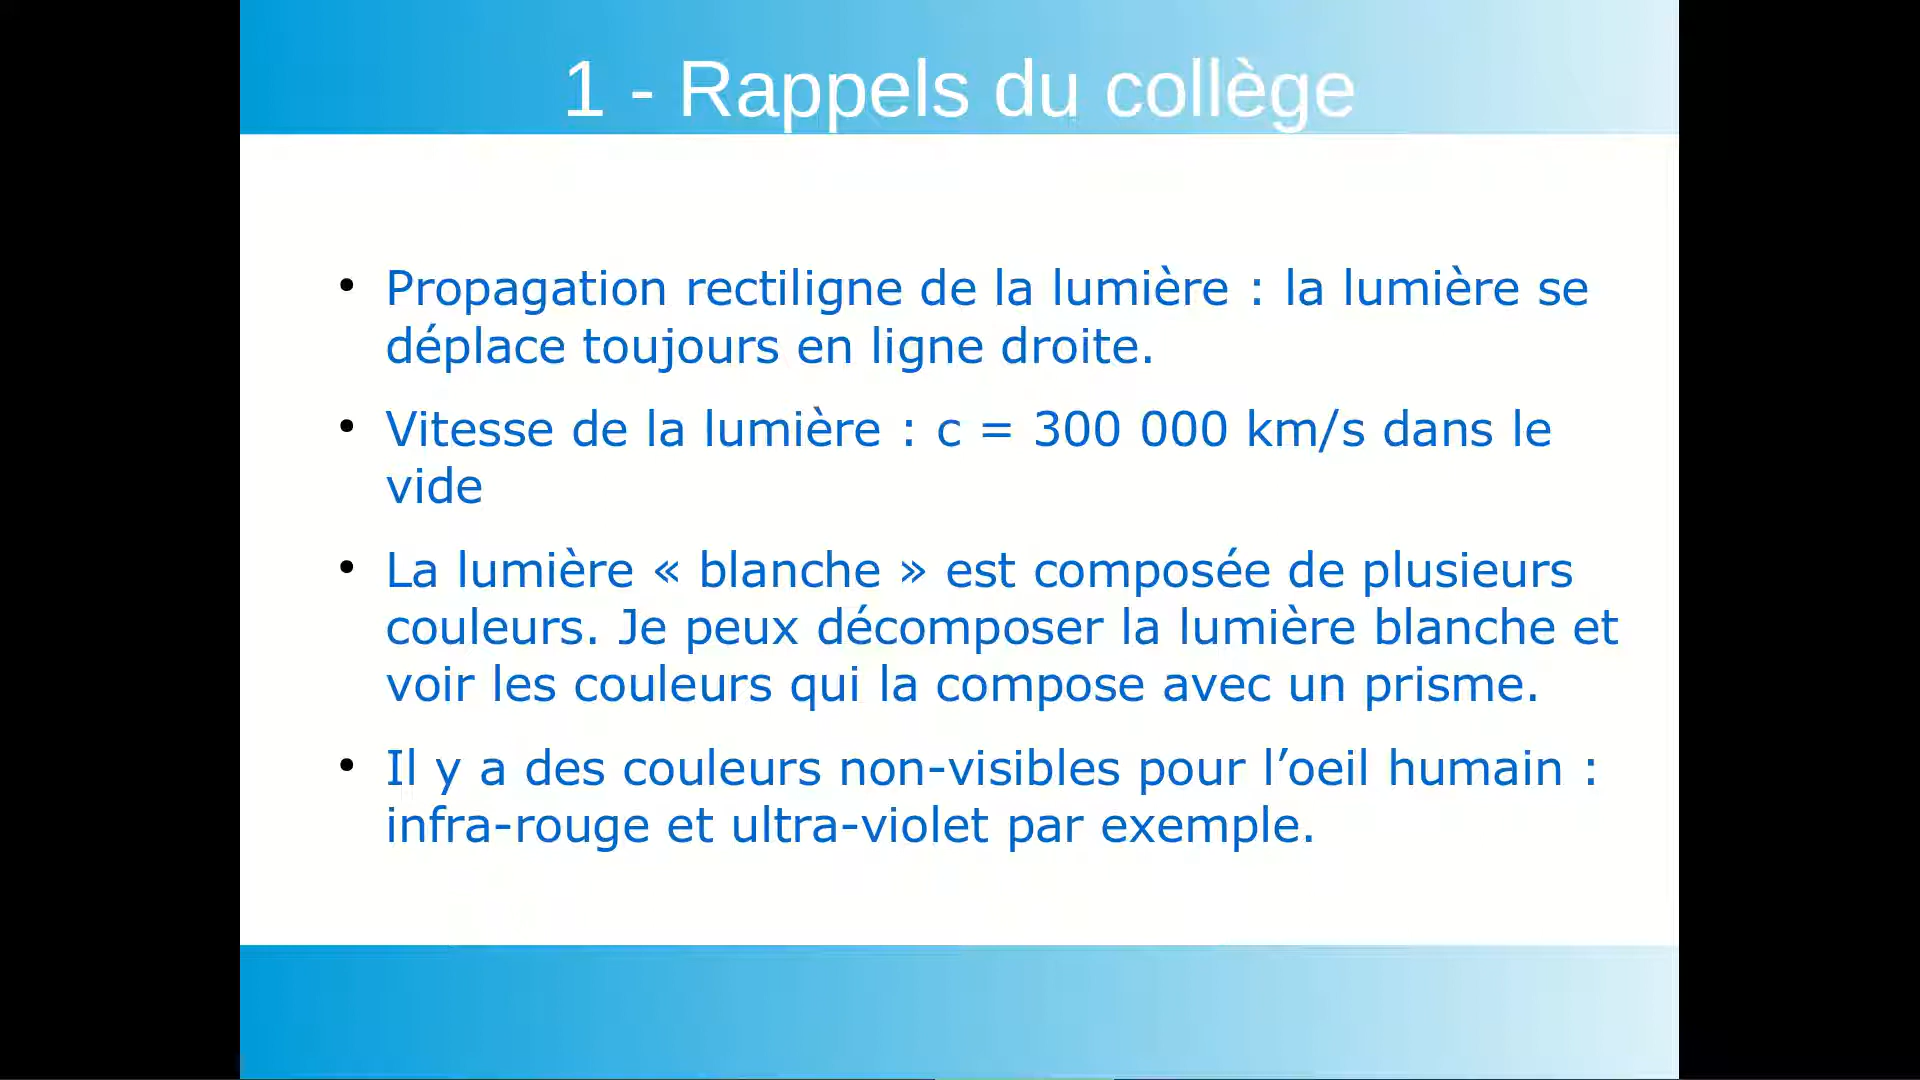 1 - Rappels du collège
• Propagation rectiligne de la lumière : la lumière se
déplace toujours en ligne droite.
• Vitesse de la lumière : c = 300 000 km/s dans le
vide
• La lumière « blanche » est composée de plusieurs
couleurs. Je peux décomposer la lumière blanche et
voir les couleurs qui la compose avec un prisme.
• Il y a des couleurs non-visibles pour l’oeil humain :
infra-rouge et ultra-violet par exemple.